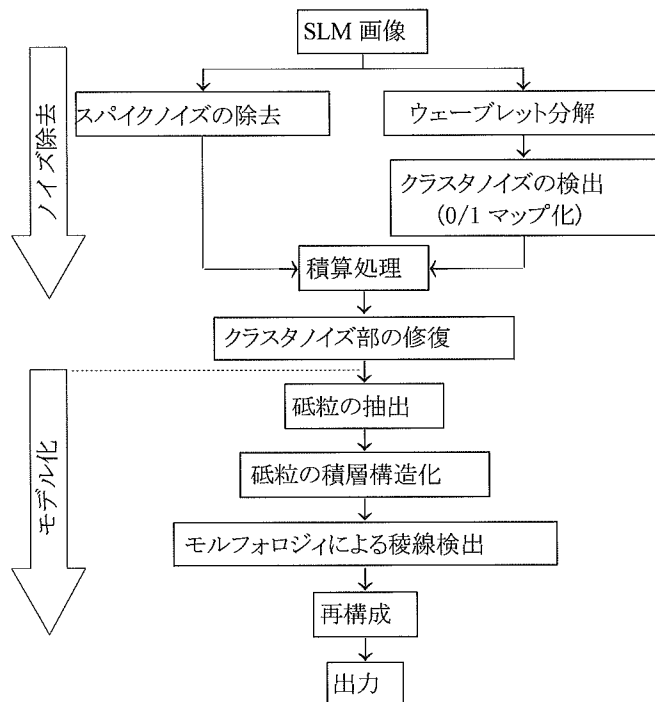 SLM 画像
スパイクノイズの除去
ウェーブレット分解
クラスタノイズの検出
(0/1 マップ化)
積算処理
クラスタノイズ部の修復
ノイズ除去
砥粒の抽出
砥粒の積層構造化
モルフォロジィによる稜線検出
再構成
出力
モデル化